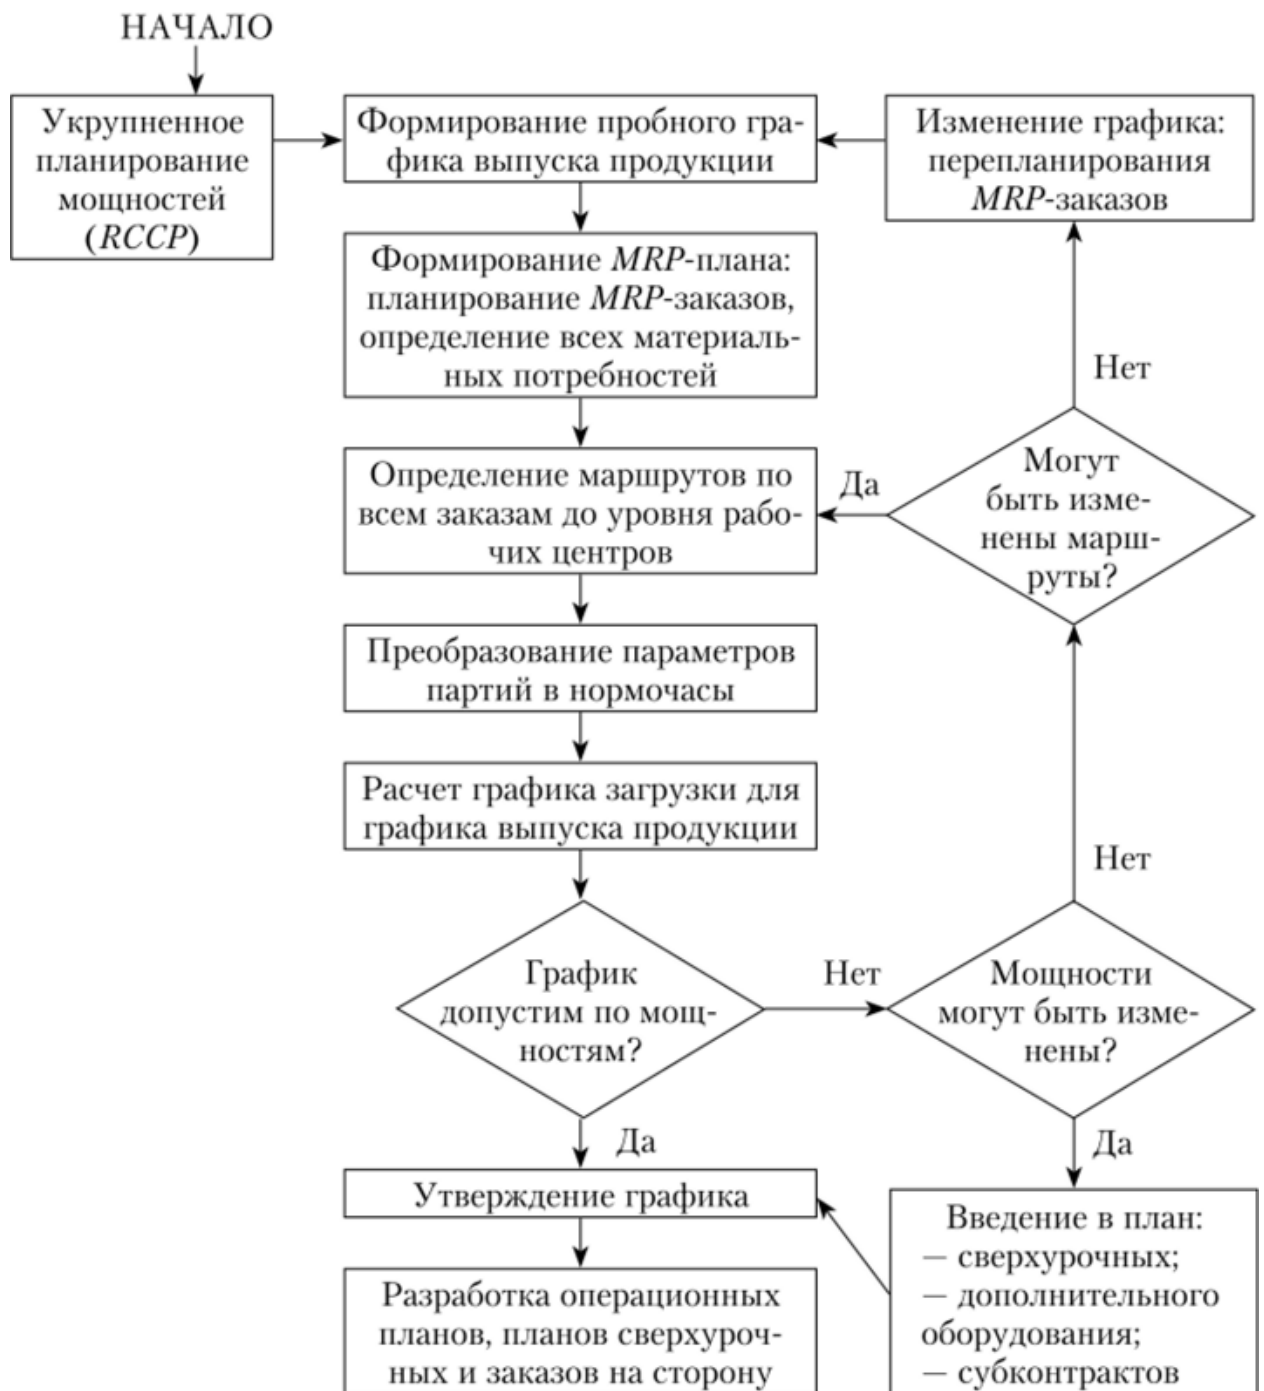 НАЧАЛО
Укрупненное
планирование
мощностей
(RCCP)
Формирование пробного гра-
фика выпуска продукции
Изменение графика:
перепланирования
MRP-заказов
Формирование MRP-плана:
планирование MRP-заказов,
определение всех материаль-
ных потребностей
Нет
Определение маршрутов по
всем заказам до уровня рабо-
чих центров
Да
Могут
быть изме-
нены марш-
руты?
Преобразование параметров
партий в нормочасы
Расчет графика загрузки для
графика выпуска продукции
Нет
График
допустим по мощ-
ностям?
Нет
Мощности
могут быть изме-
нены?
Да
Да
Утверждение графика
Введение в план:
— сверхурочных;
— дополнительного
оборудования;
— субконтрактов
Разработка операционных
планов, планов сверхуроч-
ных и заказов на сторону